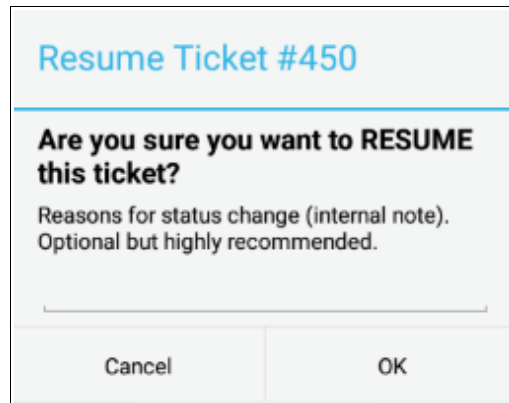 Resume Ticket #450
Are you sure you want to RESUME
this ticket?
Reasons for status change (internal note).
Optional but highly recommended.
Cancel
OK